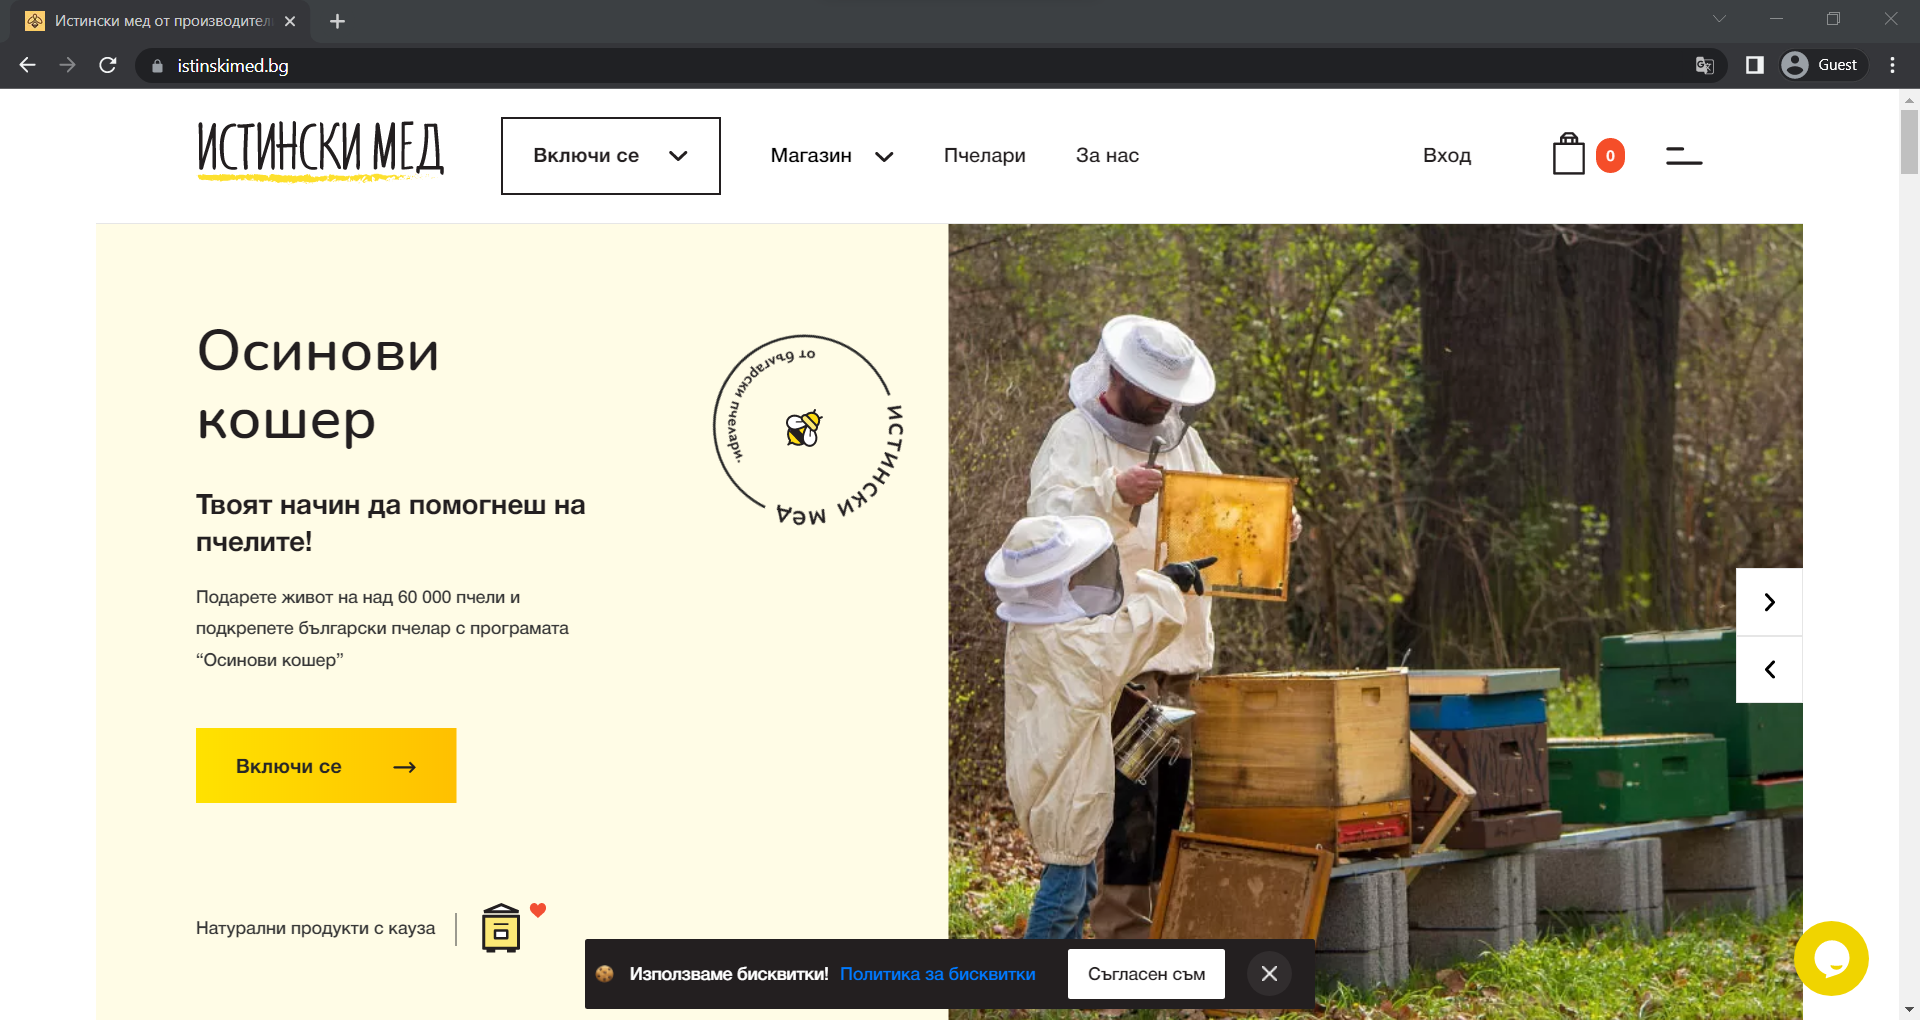 Истински мед от производител
istinskimed.bg
Guest
ИСТИНСКИ МЕД
Включи се
Магазин
Пчелари
За нас
Вход
0
Осинови
кошер
от български пчелари.
ИСТИНСКИ МЕД
Твоят начин да помогнеш на
пчелите!
Подарете живот на над 60 000 пчели и
подкрепете български пчелар с програмата
“Осинови кошер”
Включи се
Натурални продукти с кауза
Използваме бисквитки! Политика за бисквитки
Съгласен съм